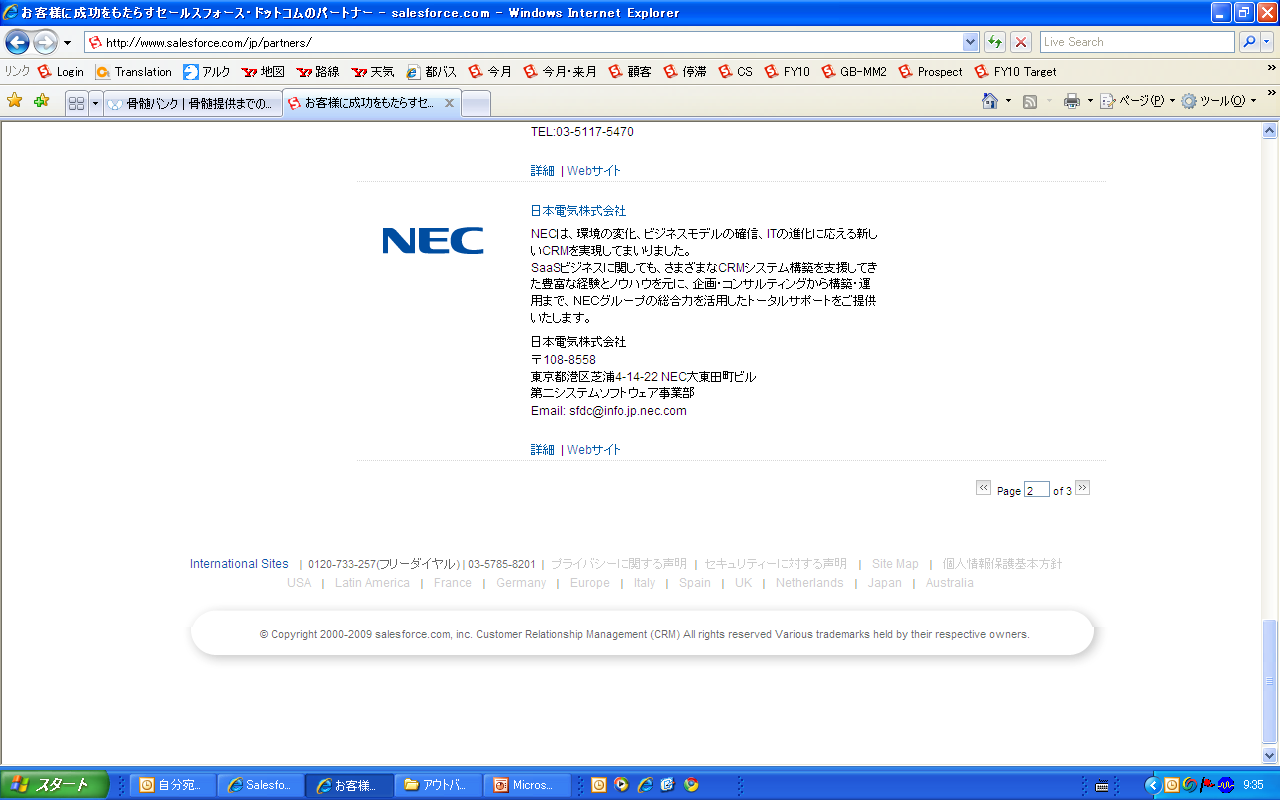 お客様に成功をもたらすセールスフォース・ドットコムのパートナー - salesforce.com - Windows Internet Explorer
http://www.salesforce.com/jp/partners/
Live Search
リンク Login Translation アルク 地図 路線 天気 都バス 今月 今月・来月 顧客 停滞 CS FY10 GB-MM2 Prospect FY10 Target
骨髄バンク | 骨髄提供までの... お客様に成功をもたらすセ... ページ(P) ツール(O)
TEL:03-5117-5470
詳細 | Webサイト
NEC
日本電気株式会社
NECは、環境の変化、ビジネスモデルの確信、ITの進化に応える新し
いCRMを実現してまいりました。
SaaSビジネスに関しても、さまざまなCRMシステム構築を支援してき
た豊富な経験とノウハウを元に、企画・コンサルティングから構築・運
用まで、NECグループの総合力を活用したトータルサポートをご提供
いたします。
日本電気株式会社
〒108-8558
東京都港区芝浦4-14-22 NEC大東田町ビル
第二システムソフトウェア事業部
Email: sfdc@info.jp.nec.com
詳細 | Webサイト
<< Page 2 of 3 >>
International Sites | 0120-733-257(フリーダイヤル) | 03-5785-8201 | プライバシーに関する声明 | セキュリティーに対する声明 | Site Map | 個人情報保護基本方針
USA | Latin America | France | Germany | Europe | Italy | Spain | UK | Netherlands | Japan | Australia
© Copyright 2000-2009 salesforce.com, inc. Customer Relationship Management (CRM) All rights reserved Various trademarks held by their respective owners.
スタート 自分宛... Salesfo... お客様... アウトバ... Micros... 9:35